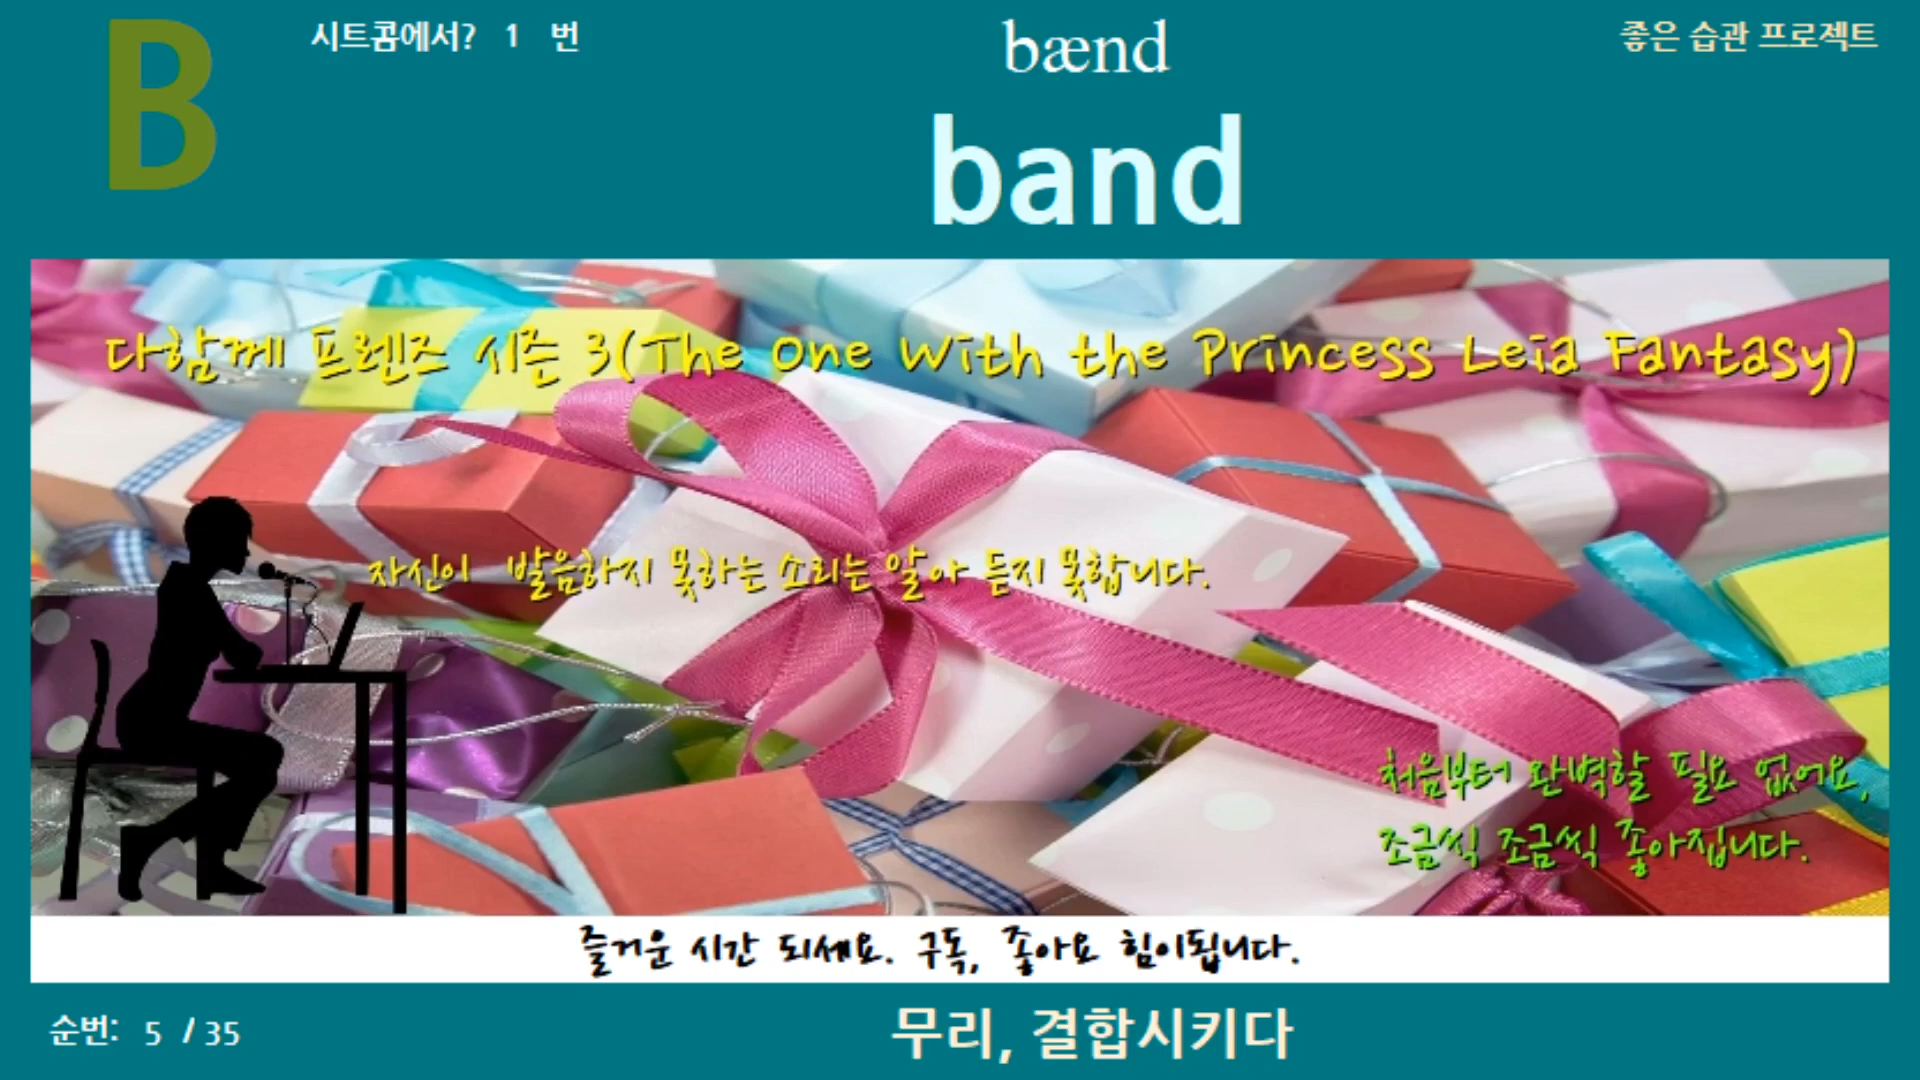 B
시트콤에서? 1 번
bænd
좋은 습관 프로젝트
band
다함께 프렌즈 시즌 3(The One With the Princess Leia Fantasy)
자신이 발음하지 못하는 소리는 알아 듣지 못합니다.
처음부터 완벽할 필요 없어요,
조금씩 조금씩 좋아집니다.
즐거운 시간 되세요. 구독, 좋아요 힘이됩니다.
순번: 5 / 35
무리, 결합시키다